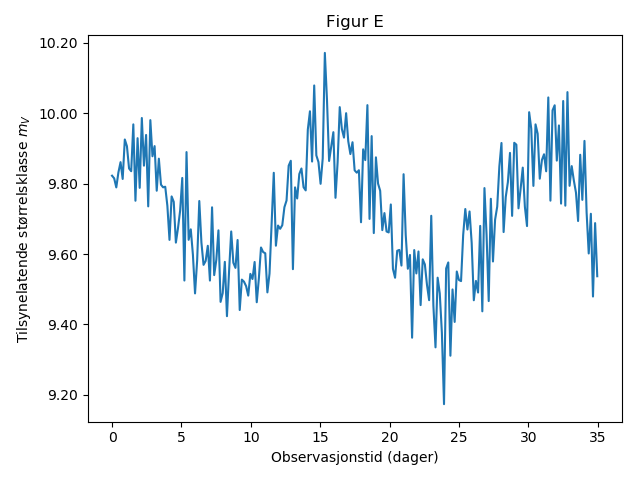 Figur E
10.20
10.00
9.80
9.60
9.40
9.20
Tilsynelatende størrelsesklasse m_V
0 5 10 15 20 25 30 35
Observasjonstid (dager)